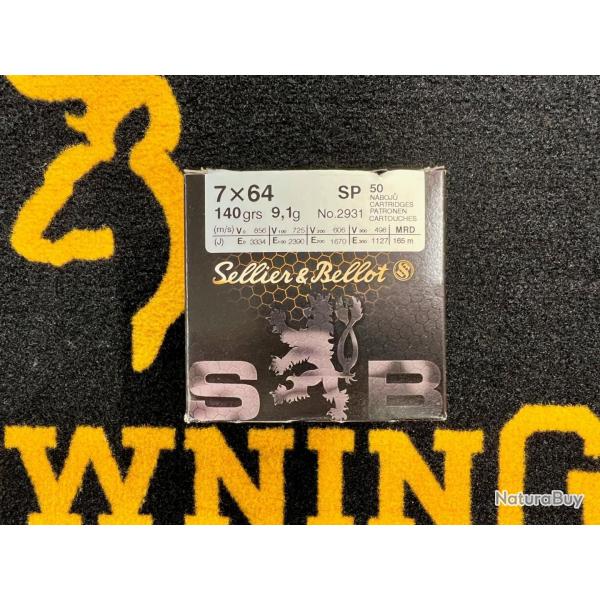 7×64 SP 50
NÁBOJŮ
CARTRIDGES
PATRONEN
CARTOUCHES
140grs 9,1g No.2931
(m/s) V0 856 V100 725 V200 606 V300 498 MRD
(J) E0 3334 E100 2390 E200 1670 E300 1127 165 m
Sellier & Bellot S
S B
WNING
NaturaBuy